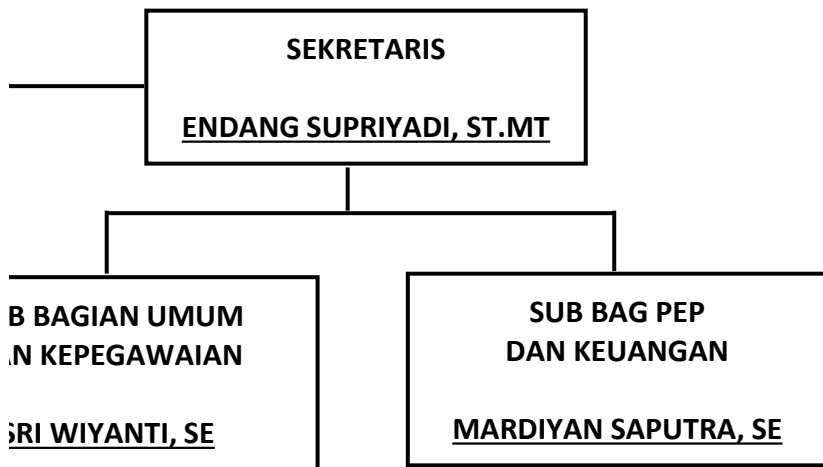 SEKRETARIS
ENDANG SUPRIYADI, ST.MT
B BAGIAN UMUM
AN KEPEGAWAIAN
SRI WIYANTI, SE
SUB BAG PEP
DAN KEUANGAN
MARDIYAN SAPUTRA, SE